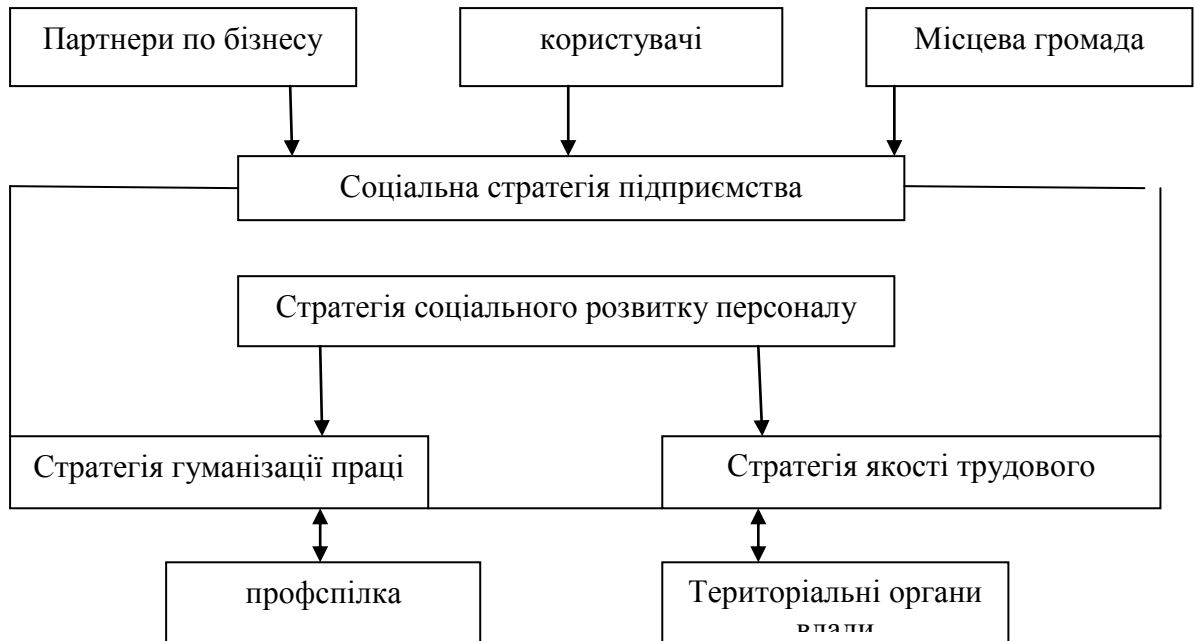 Партнери по бізнесу
користувачі
Місцева громада
Соціальна стратегія підприємства
Стратегія соціального розвитку персоналу
Стратегія гуманізації праці
Стратегія якості трудового
профспілка
Територіальні органи
влади